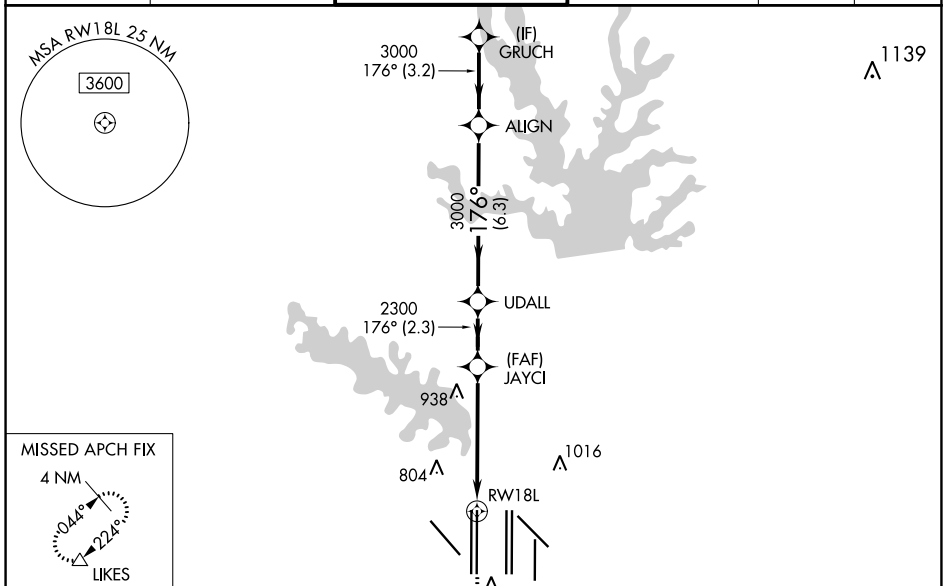 MSA RW18L 25 NM
3600
3000
176° (3.2)
(IF)
GRUCH
1139
ALIGN
3000
176°
(6.3)
UDALL
2300
176° (2.3)
(FAF)
JAYCI
938
804
1016
RW18L
MISSED APCH FIX
4 NM
044°
224°
LIKES